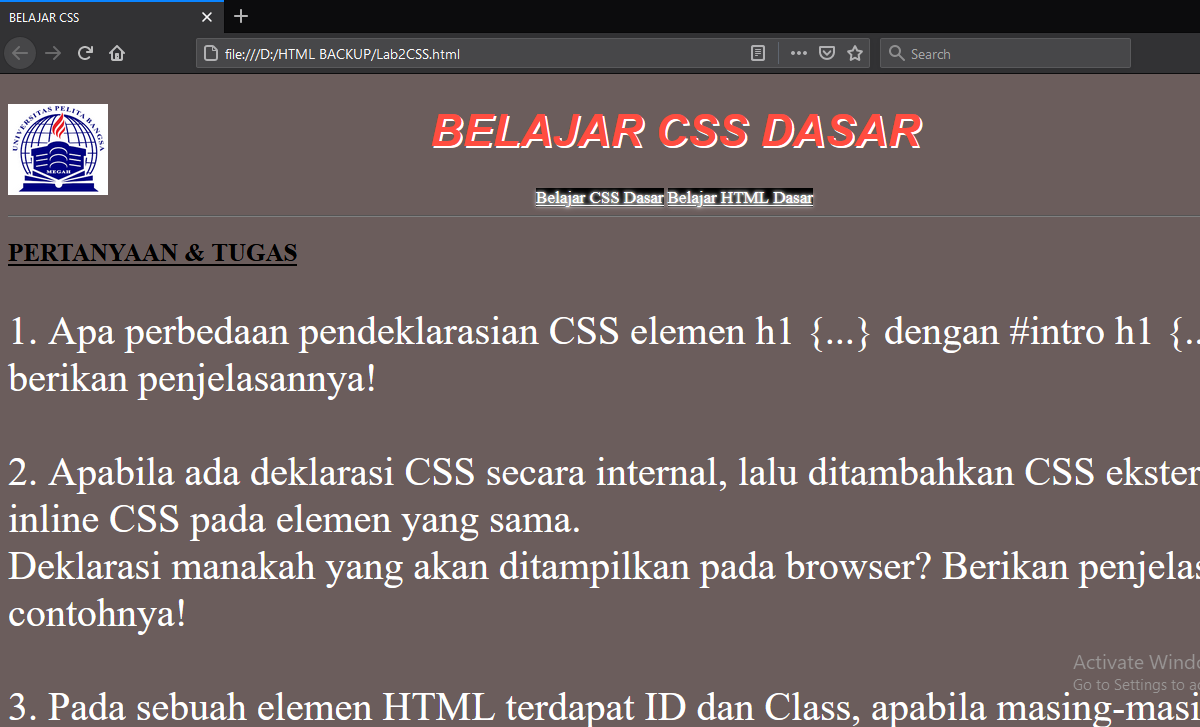 BELAJAR CSS
file:///D:/HTML BACKUP/Lab2CSS.html
Search
UNIVERSITAS PELITA BANGSA
MEGAH
BELAJAR CSS DASAR
Belajar CSS Dasar Belajar HTML Dasar
PERTANYAAN & TUGAS
1. Apa perbedaan pendeklarasian CSS elemen h1 {...} dengan #intro h1 {..
berikan penjelasannya!
2. Apabila ada deklarasi CSS secara internal, lalu ditambahkan CSS ekster
inline CSS pada elemen yang sama.
Deklarasi manakah yang akan ditampilkan pada browser? Berikan penjelas
contohnya!
Activate Windo
Go to Settings to ac
3. Pada sebuah elemen HTML terdapat ID dan Class, apabila masing-masi